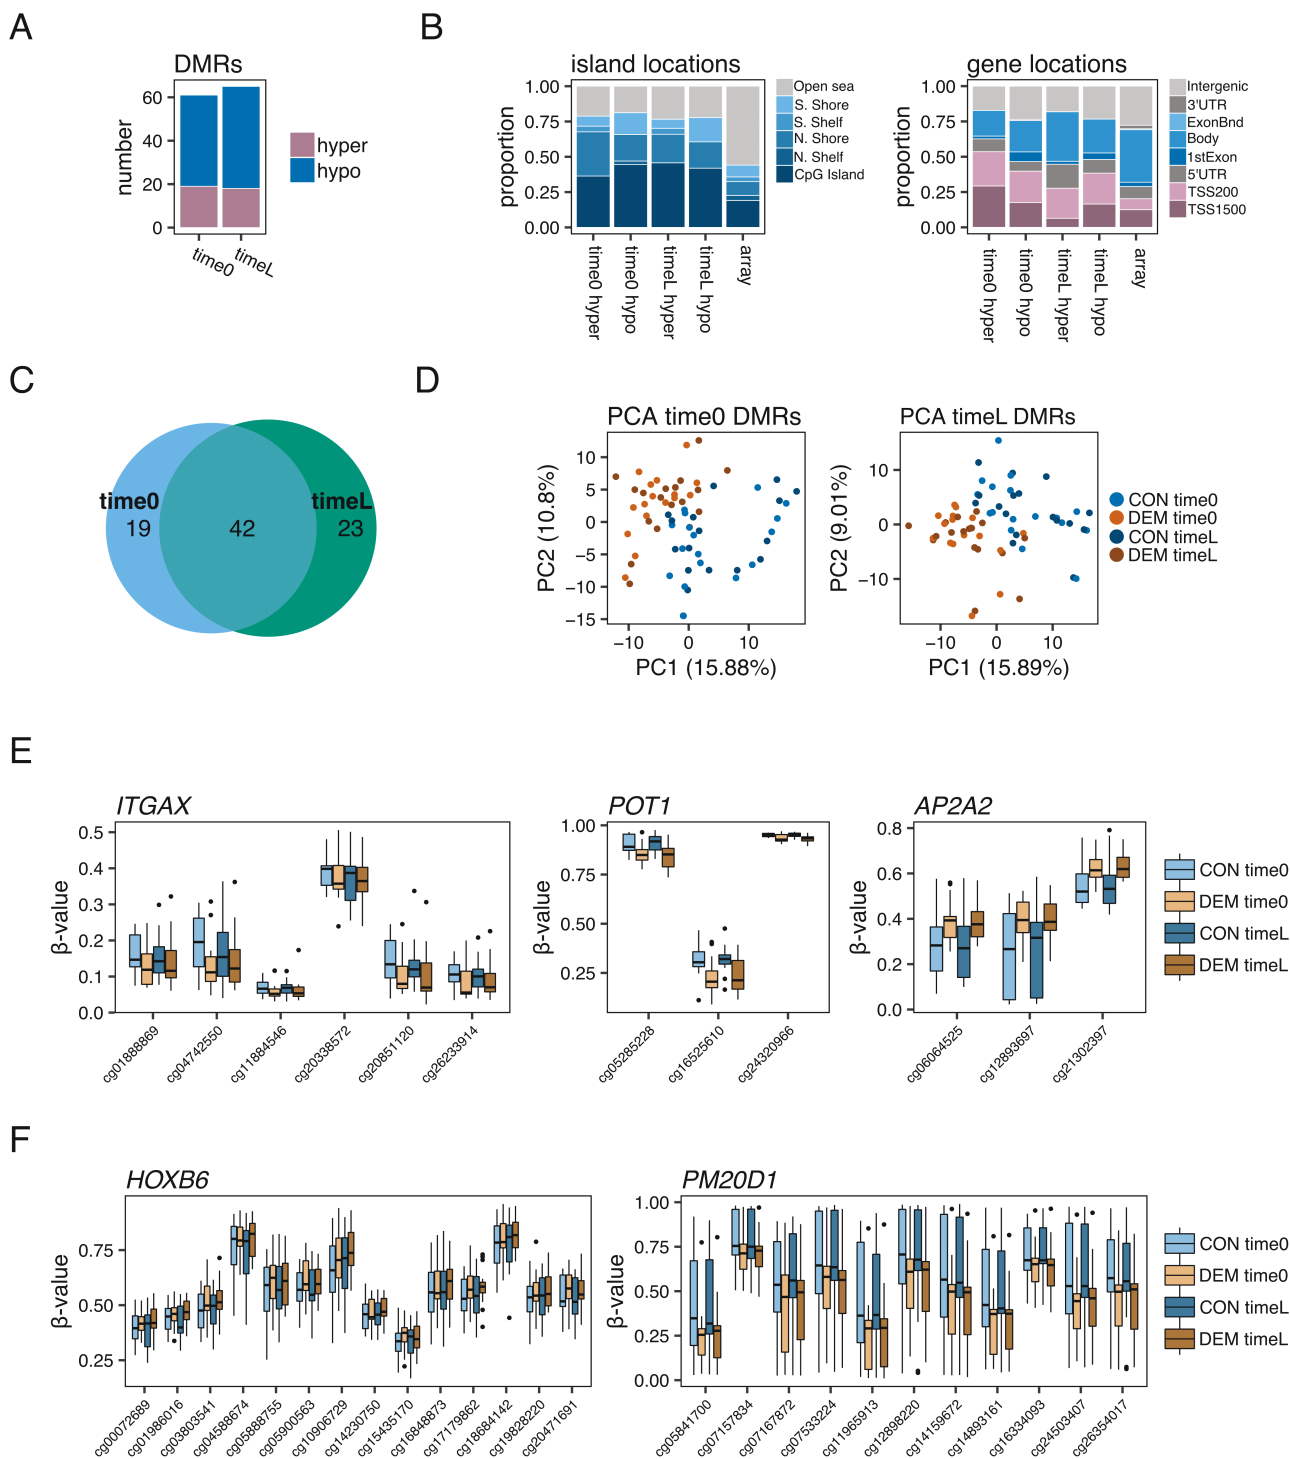 A
DMRs
number
60
40
20
0
time0
timeL
hyper
hypo
B
island locations
proportion
1.00
0.75
0.50
0.25
0.00
time0 hyper
time0 hypo
timeL hyper
timeL hypo
array
Open sea
S. Shore
S. Shelf
N. Shore
N. Shelf
CpG Island
gene locations
proportion
1.00
0.75
0.50
0.25
0.00
time0 hyper
time0 hypo
timeL hyper
timeL hypo
array
Intergenic
3'UTR
ExonBnd
Body
1stExon
5'UTR
TSS200
TSS1500
C
time0
timeL
19
42
23
D
PCA time0 DMRs
PC2 (10.8%)
10
5
0
−5
−10
−15
−10
0
10
PC1 (15.88%)
PCA timeL DMRs
PC2 (9.01%)
10
0
−10
−10
0
10
PC1 (15.89%)
CON time0
DEM time0
CON timeL
DEM timeL
E
ITGAX
β-value
0.5
0.4
0.3
0.2
0.1
0.0
cg01888869
cg04742550
cg11884546
cg20338572
cg20851120
cg26233914
POT1
β-value
1.00
0.75
0.50
0.25
cg05285228
cg16525610
cg24320966
AP2A2
β-value
0.8
0.6
0.4
0.2
0.0
cg06064525
cg12893697
cg21302397
CON time0
DEM time0
CON timeL
DEM timeL
F
HOXB6
β-value
0.75
0.50
0.25
cg00072689
cg01986016
cg03803541
cg04588674
cg05888755
cg05900563
cg10906729
cg14230750
cg15435170
cg16848873
cg17179862
cg18684142
cg19828220
cg20471691
PM20D1
β-value
1.00
0.75
0.50
0.25
0.00
cg05841700
cg07157834
cg07167872
cg07533224
cg11965913
cg12898220
cg14159672
cg14893161
cg16334093
cg24503407
cg26354017
CON time0
DEM time0
CON timeL
DEM timeL